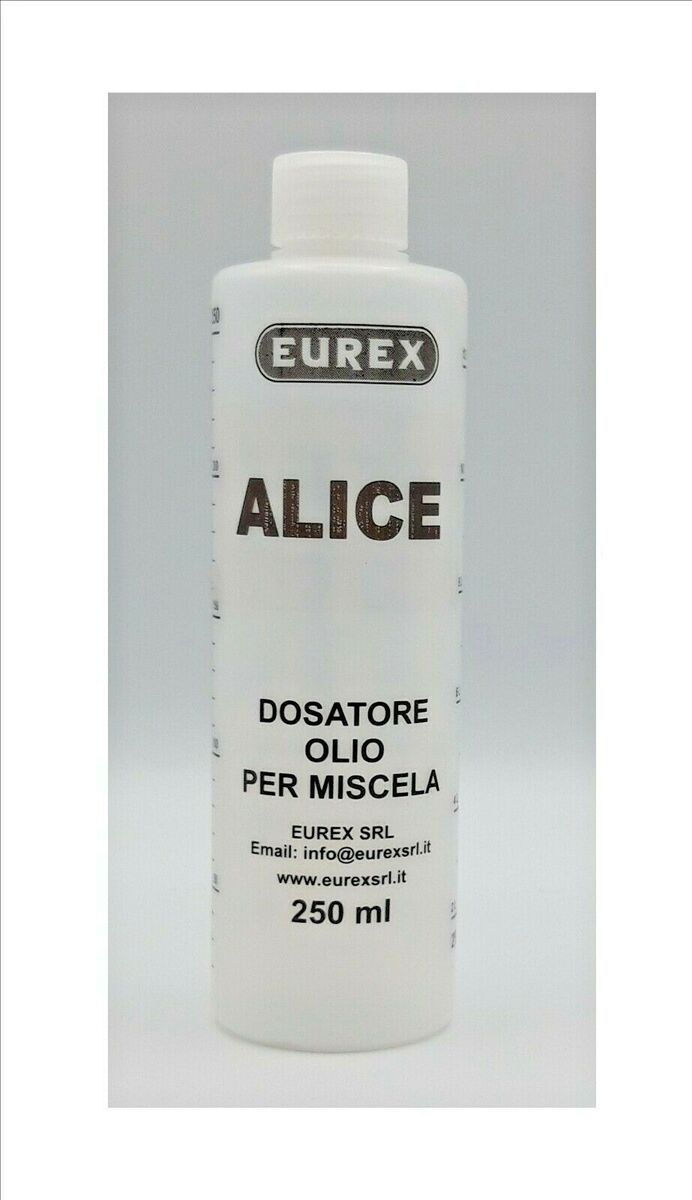 EUREX
ALICE
DOSATORE
OLIO
PER MISCELA
EUREX SRL
Email: info@eurexsrl.it
www.eurexsrl.it
250 ml